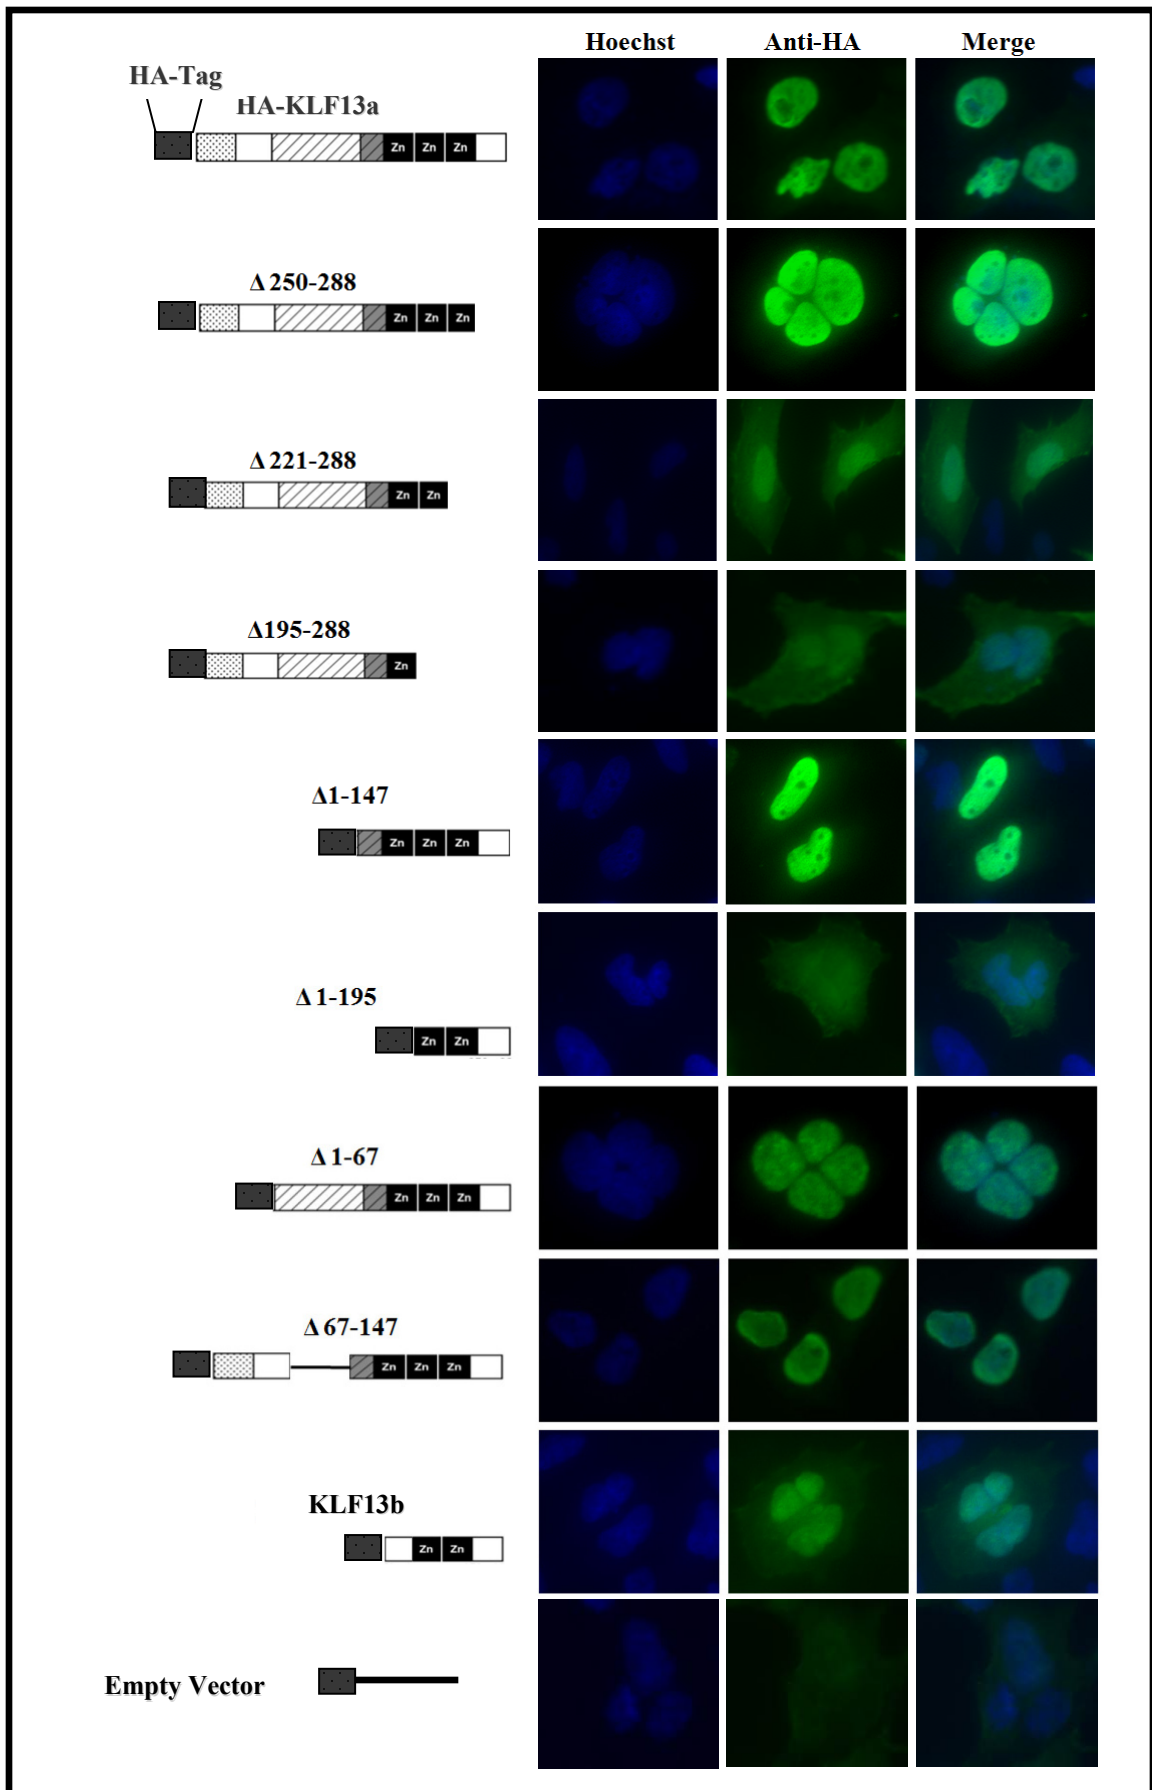 Hoechst Anti-HA Merge
HA-Tag
HA-KLF13a
Zn Zn Zn
Δ 250-288
Zn Zn Zn
Δ 221-288
Zn Zn
Δ195-288
Zn
Δ1-147
Zn Zn Zn
Δ 1-195
Zn Zn
Δ 1-67
Zn Zn Zn
Δ 67-147
Zn Zn Zn
KLF13b
Zn Zn
Empty Vector